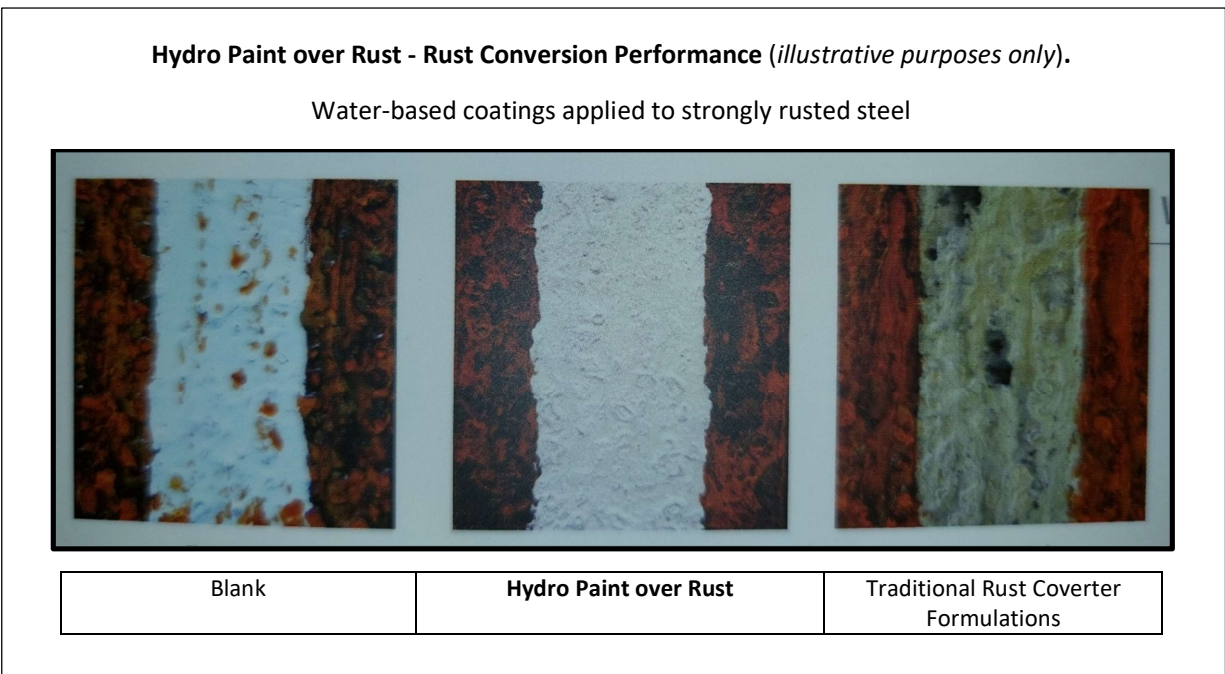 Hydro Paint over Rust - Rust Conversion Performance (illustrative purposes only).
Water-based coatings applied to strongly rusted steel
Blank
Hydro Paint over Rust
Traditional Rust Coverter
Formulations